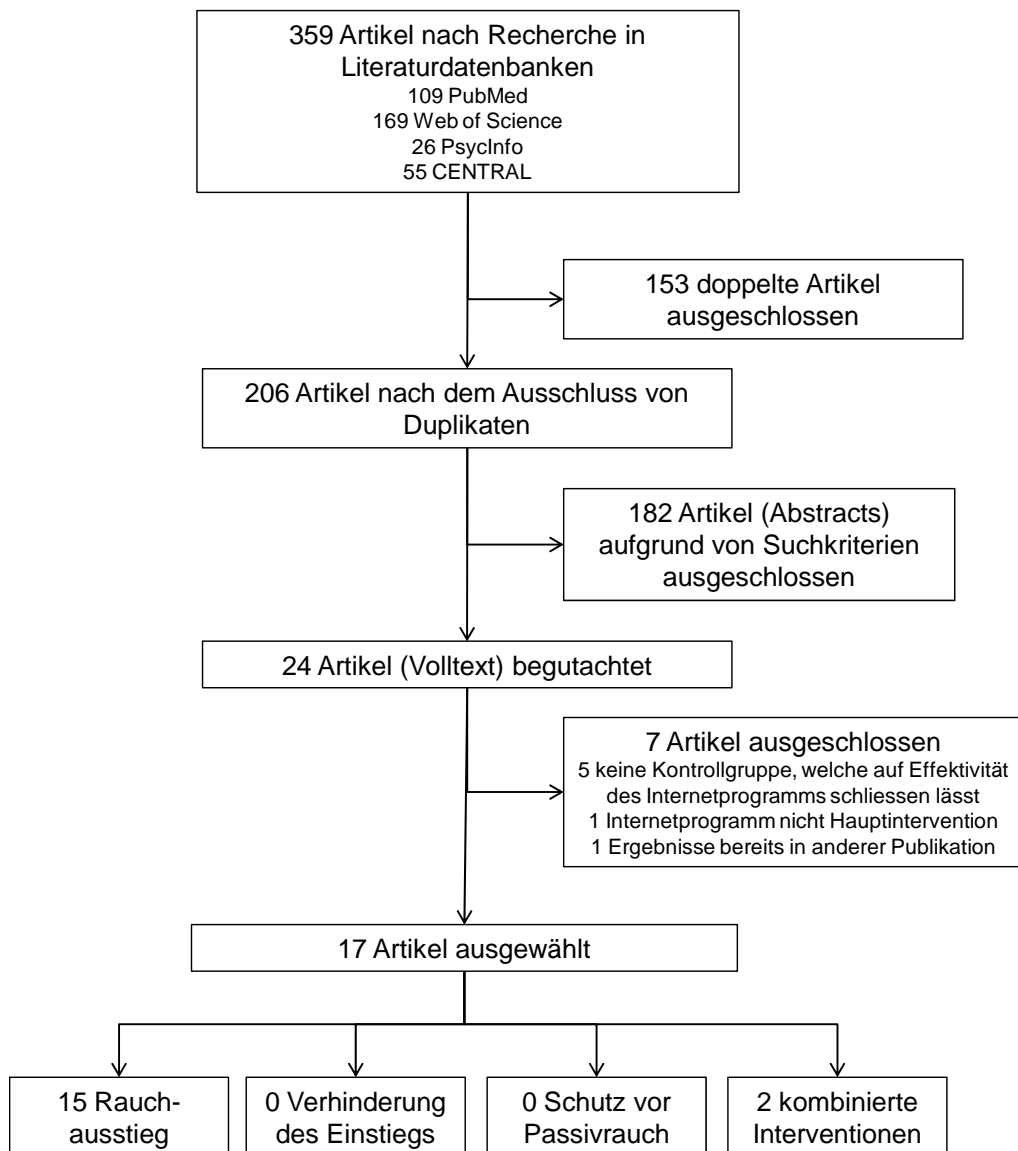 359 Artikel nach Recherche in
Literaturdatenbanken
109 PubMed
169 Web of Science
26 PsycInfo
55 CENTRAL
153 doppelte Artikel
ausgeschlossen
206 Artikel nach dem Ausschluss von
Duplikaten
182 Artikel (Abstracts)
aufgrund von Suchkriterien
ausgeschlossen
24 Artikel (Volltext) begutachtet
7 Artikel ausgeschlossen
5 keine Kontrollgruppe, welche auf Effektivität
des Internetprogramms schliessen lässt
1 Internetprogramm nicht Hauptintervention
1 Ergebnisse bereits in anderer Publikation
17 Artikel ausgewählt
15 Rauch-
ausstieg
0 Verhinderung
des Einstiegs
0 Schutz vor
Passivrauch
2 kombinierte
Interventionen